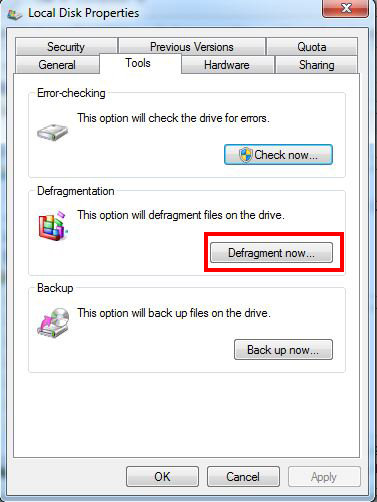 Local Disk Properties
Security Previous Versions Quota
General Tools Hardware Sharing
Error-checking
This option will check the drive for errors.
Check now...
Defragmentation
This option will defragment files on the drive.
Defragment now...
Backup
This option will back up files on the drive.
Back up now...
OK Cancel Apply